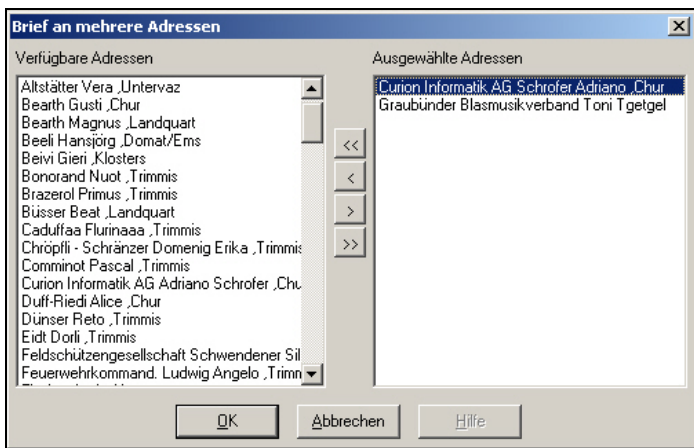 Brief an mehrere Adressen
Verfügbare Adressen
Altstätter Vera ,Untervaz
Bearth Gusti ,Chur
Bearth Magnus ,Landquart
Beeli Hansjörg ,Domat/Ems
Beivi Gieri ,Klosters
Bonorand Nuot ,Trimmis
Brazerol Primus ,Trimmis
Büsser Beat ,Landquart
Caduffaa Flurinaaa ,Trimmis
Chröpfli - Schränzer Domenig Erika ,Trimmis
Comminot Pascal ,Trimmis
Curion Informatik AG Adriano Schrofer ,Chu
Duff-Riedi Alice ,Chur
Dünser Reto ,Trimmis
Eidt Dorli ,Trimmis
Feldschützengesellschaft Schwendener Sil
Feuerwehrkommand. Ludwig Angelo ,Trimm
<<
<
>
>>
Ausgewählte Adressen
Curion Informatik AG Schrofer Adriano ,Chur
Graubünder Blasmusikverband Toni Tgetgel
OK
Abbrechen
Hilfe